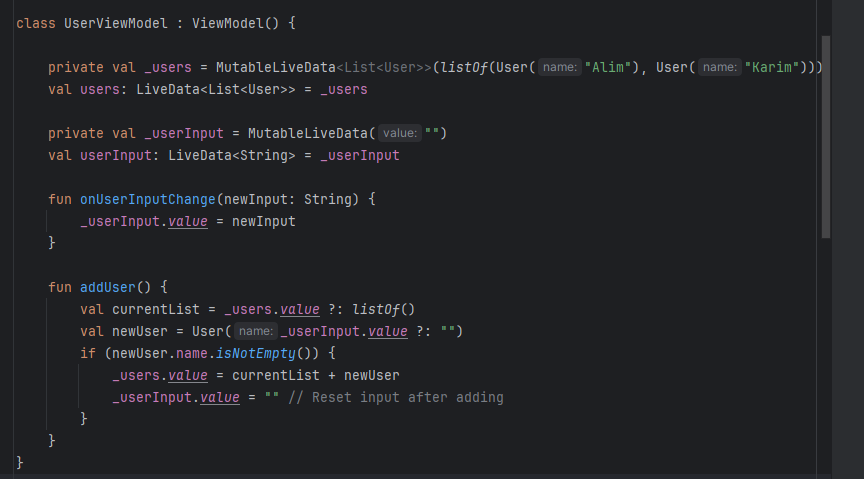 class UserViewModel : ViewModel() {
private val _users = MutableLiveData<List<User>>(listOf(User( name: "Alim"), User( name: "Karim")))
val users: LiveData<List<User>> = _users
private val _userInput = MutableLiveData( value: "")
val userInput: LiveData<String> = _userInput
fun onUserInputChange(newInput: String) {
_userInput.value = newInput
}
fun addUser() {
val currentList = _users.value ?: listOf()
val newUser = User( name: _userInput.value ?: "")
if (newUser.name.isNotEmpty()) {
_users.value = currentList + newUser
_userInput.value = "" // Reset input after adding
}
}
}